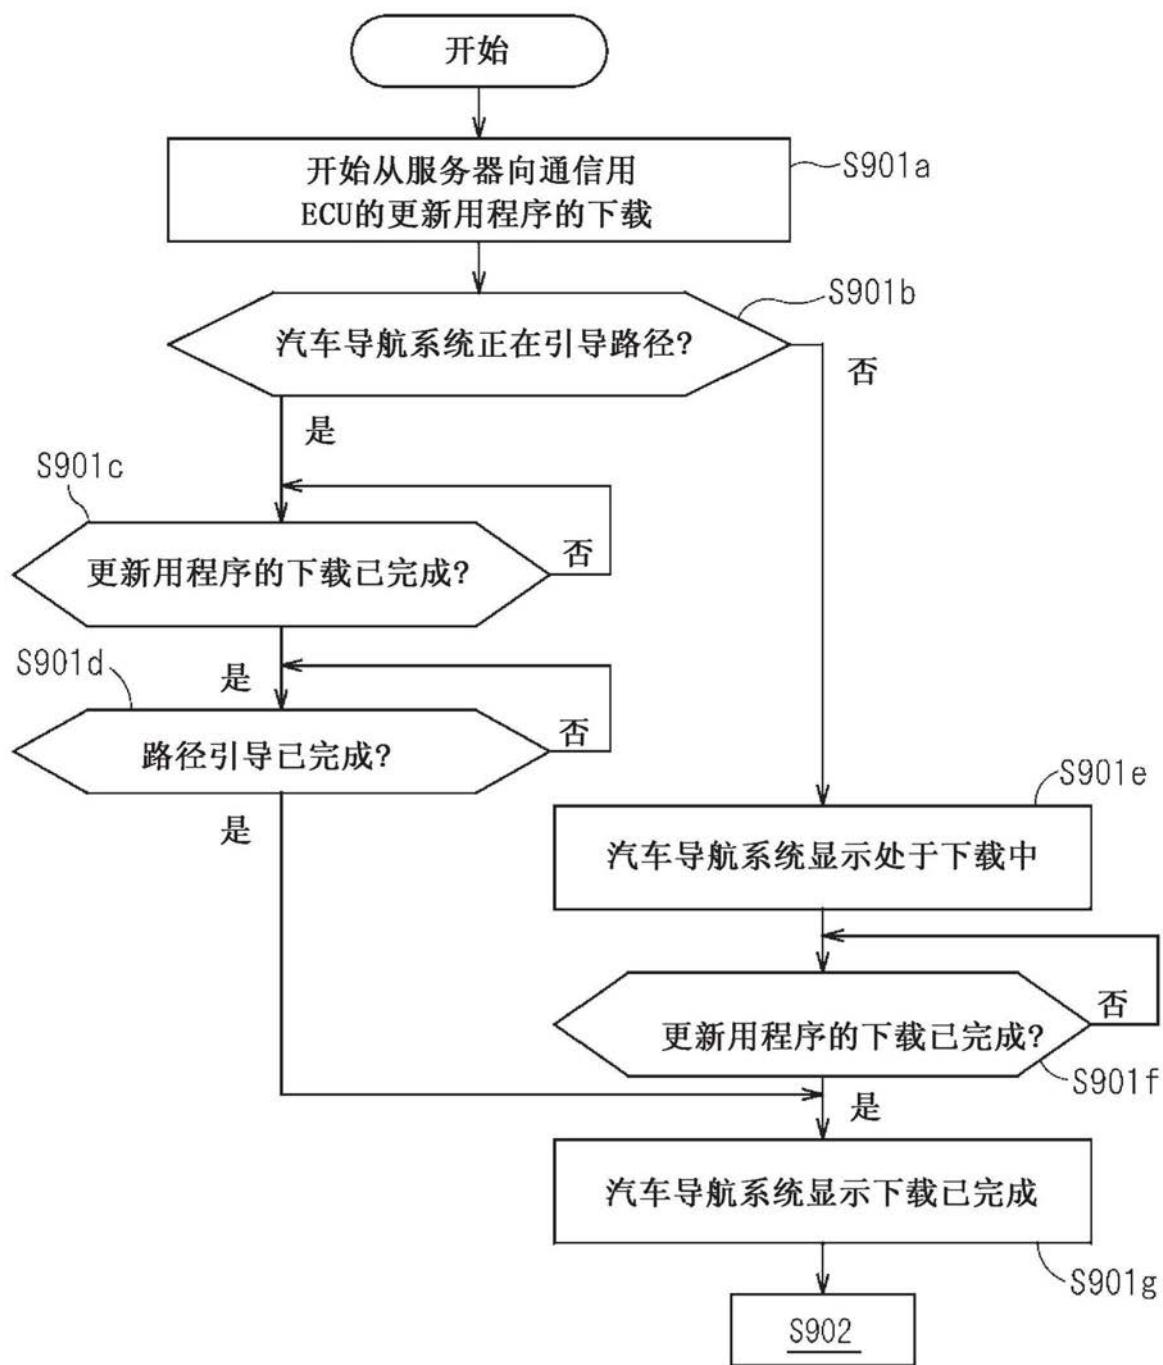 开始
开始从服务器向通信用
ECU的更新用程序的下载
S901a
S901b
汽车导航系统正在引导路径?
否
是
S901c
更新用程序的下载已完成?
否
S901d
是
路径引导已完成?
否
是
S901e
汽车导航系统显示处于下载中
否
更新用程序的下载已完成?
S901f
是
汽车导航系统显示下载已完成
S901g
S902